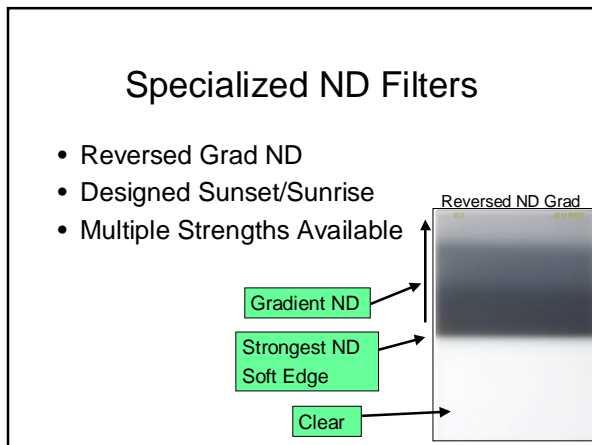 Specialized ND Filters
• Reversed Grad ND
• Designed Sunset/Sunrise
• Multiple Strengths Available
Reversed ND Grad
Gradient ND
Strongest ND
Soft Edge
Clear